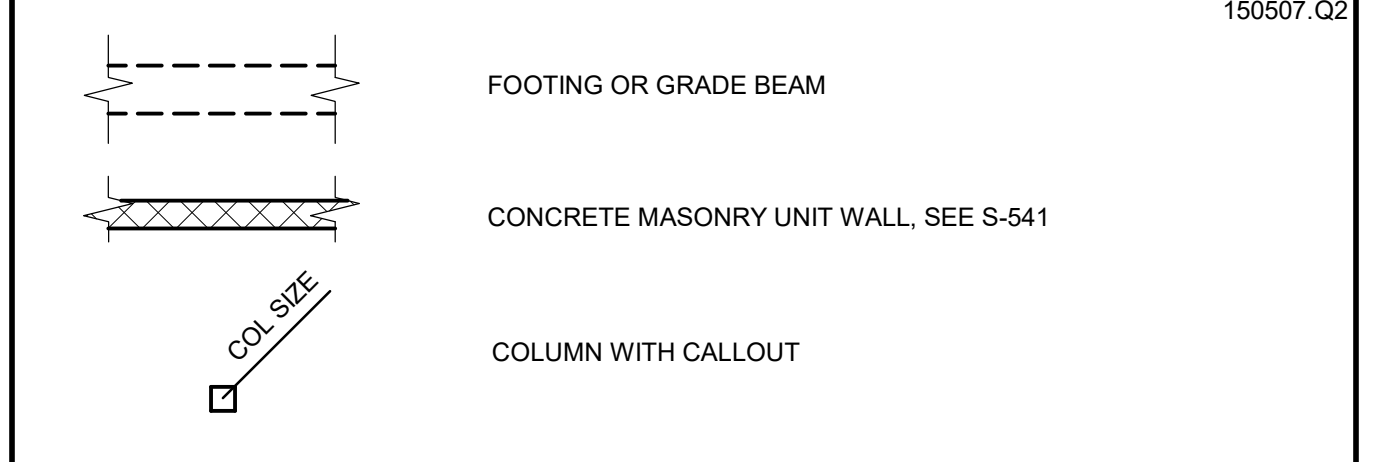 150507.Q2
FOOTING OR GRADE BEAM
CONCRETE MASONRY UNIT WALL, SEE S-541
COL SIZE
COLUMN WITH CALLOUT